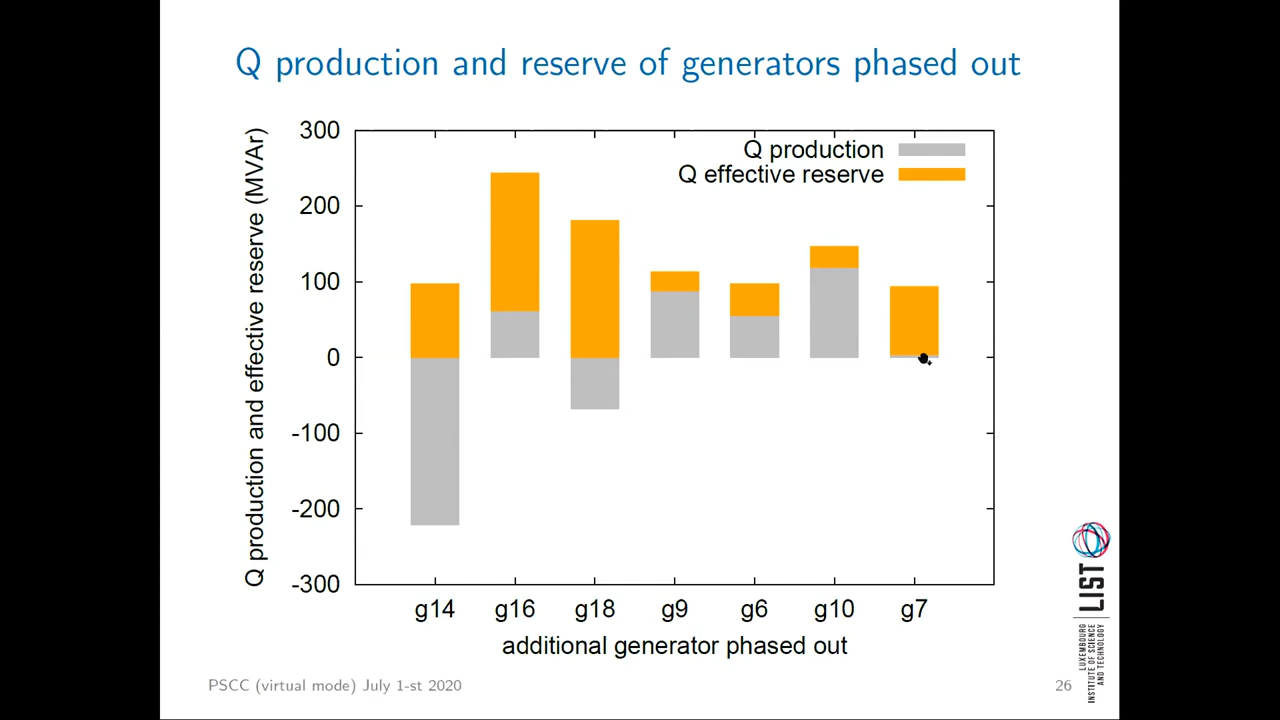 Q production and reserve of generators phased out
Q production and effective reserve (MVAr)
300
200
100
0
-100
-200
-300
Q production
Q effective reserve
g14 g16 g18 g9 g6 g10 g7
additional generator phased out
LIST
LUXEMBOURG
INSTITUTE OF SCIENCE
AND TECHNOLOGY
PSCC (virtual mode) July 1-st 2020
26